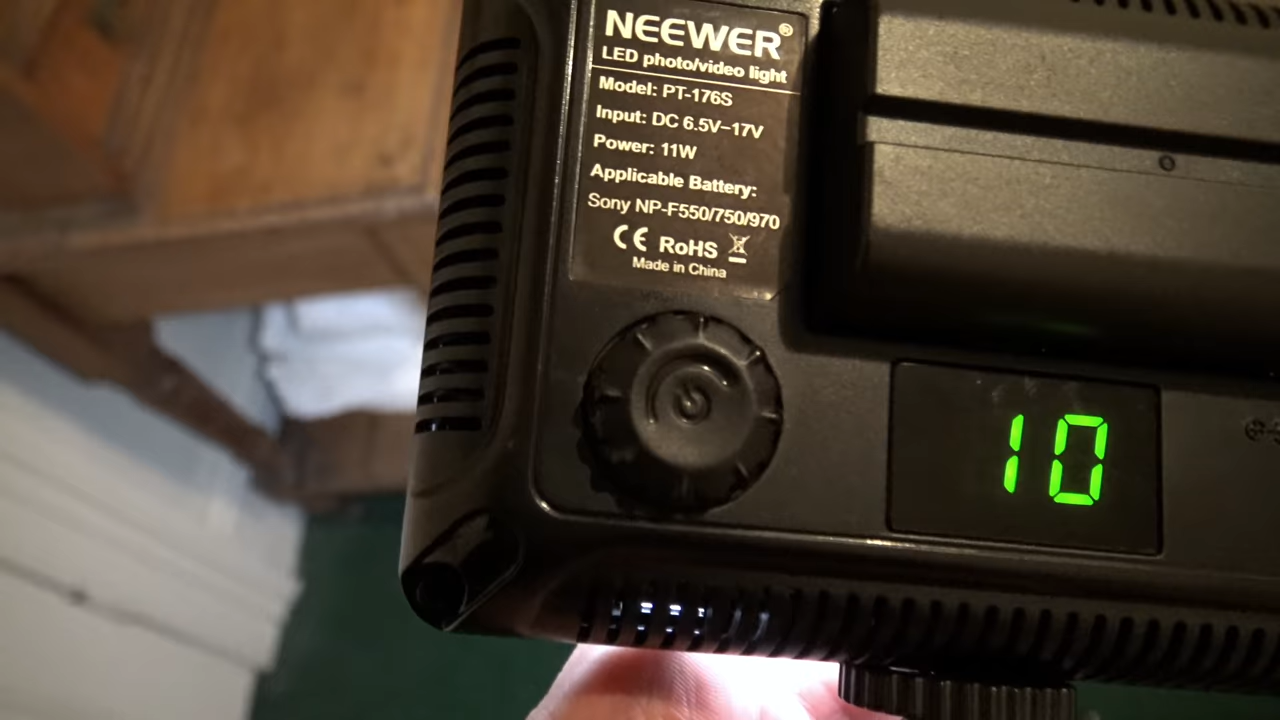 NEEWER®
LED photo/video light
Model: PT-176S
Input: DC 6.5V-17V
Power: 11W
Applicable Battery:
Sony NP-F550/750/970
CE RoHS
Made in China
10